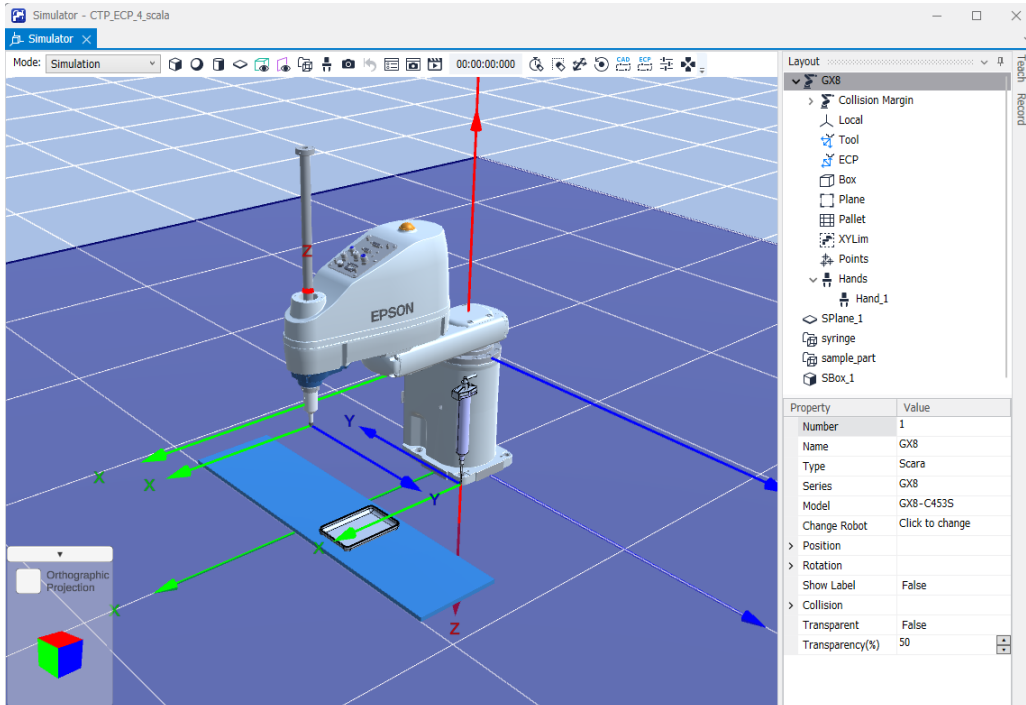 Simulator - CTP_ECP_4_scala
Simulator
Mode: Simulation 00:00:00:000 CAD ECP
Layout
Teach
Record
GX8
Collision Margin
Local
Tool
ECP
Box
Plane
Pallet
XYLim
Points
Hands
Hand_1
SPlane_1
syringe
sample_part
SBox_1
Property Value
Number 1
Name GX8
Type Scara
Series GX8
Model GX8-C453S
Change Robot Click to change
Position
Rotation
Show Label False
Collision
Transparent False
Transparency(%) 50
Z
EPSON
Y
X
X
Y
X
X
Z
Orthographic
Projection